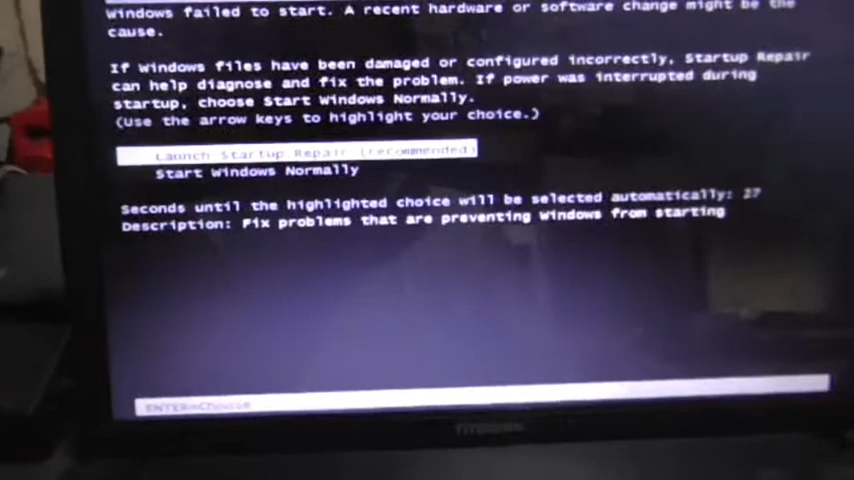 Windows failed to start. A recent hardware or software change might be the
cause.
If Windows files have been damaged or configured incorrectly, Startup Repair
can help diagnose and fix the problem. If power was interrupted during
startup, choose Start Windows Normally.
(Use the arrow keys to highlight your choice.)
Launch Startup Repair (recommended)
Start Windows Normally
Seconds until the highlighted choice will be selected automatically: 27
Description: Fix problems that are preventing Windows from starting
ENTER=Choose